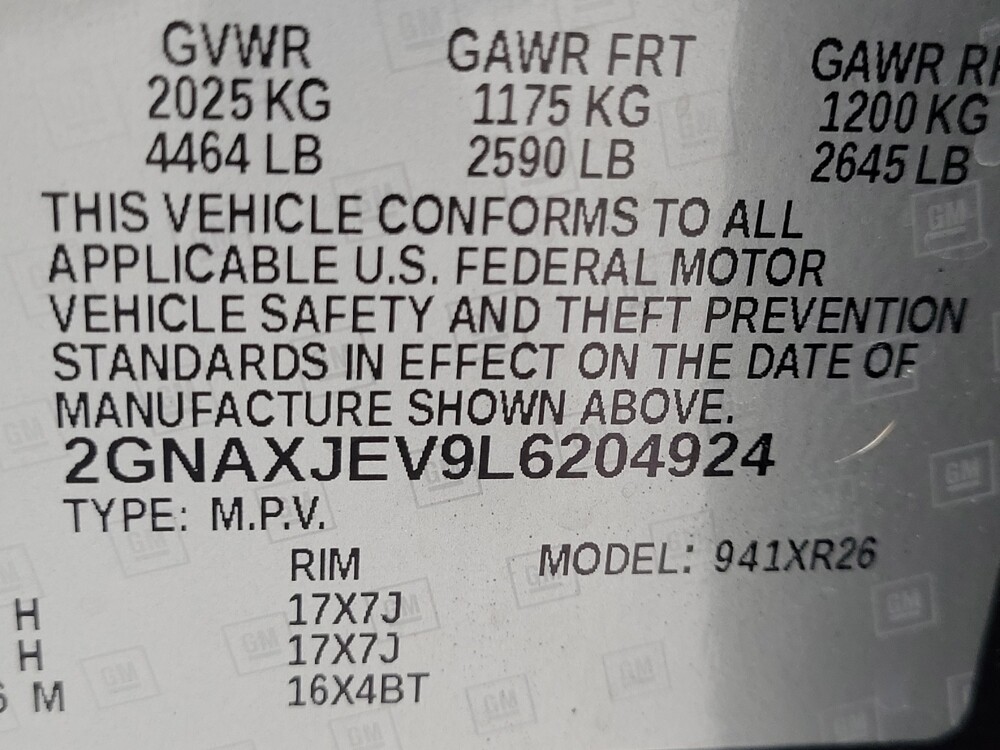 GVWR GAWR FRT GAWR
2025 KG 1175 KG 1200 KG
4464 LB 2590 LB 2645 LB
THIS VEHICLE CONFORMS TO ALL
APPLICABLE U.S. FEDERAL MOTOR
VEHICLE SAFETY AND THEFT PREVENTION
STANDARDS IN EFFECT ON THE DATE OF
MANUFACTURE SHOWN ABOVE.
2GNAXJEV9L6204924
TYPE: M.P.V.
RIM MODEL: 941XR26
H 17X7J
H 17X7J
M 16X4BT